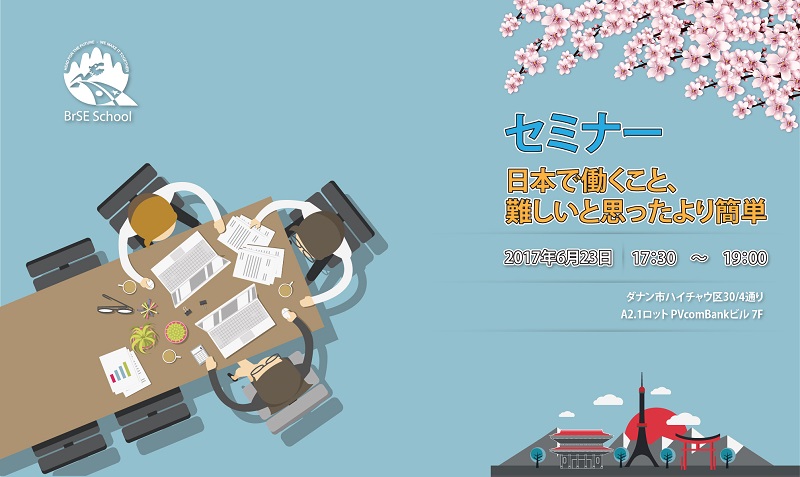 BrSE School
セミナー
日本で働くこと、
難しいと思ったより簡単
2017年6月23日 17:30 ～ 19:00
ダナン市ハイチャウ区30/4通り
A2.1ロット PVcomBankビル 7F